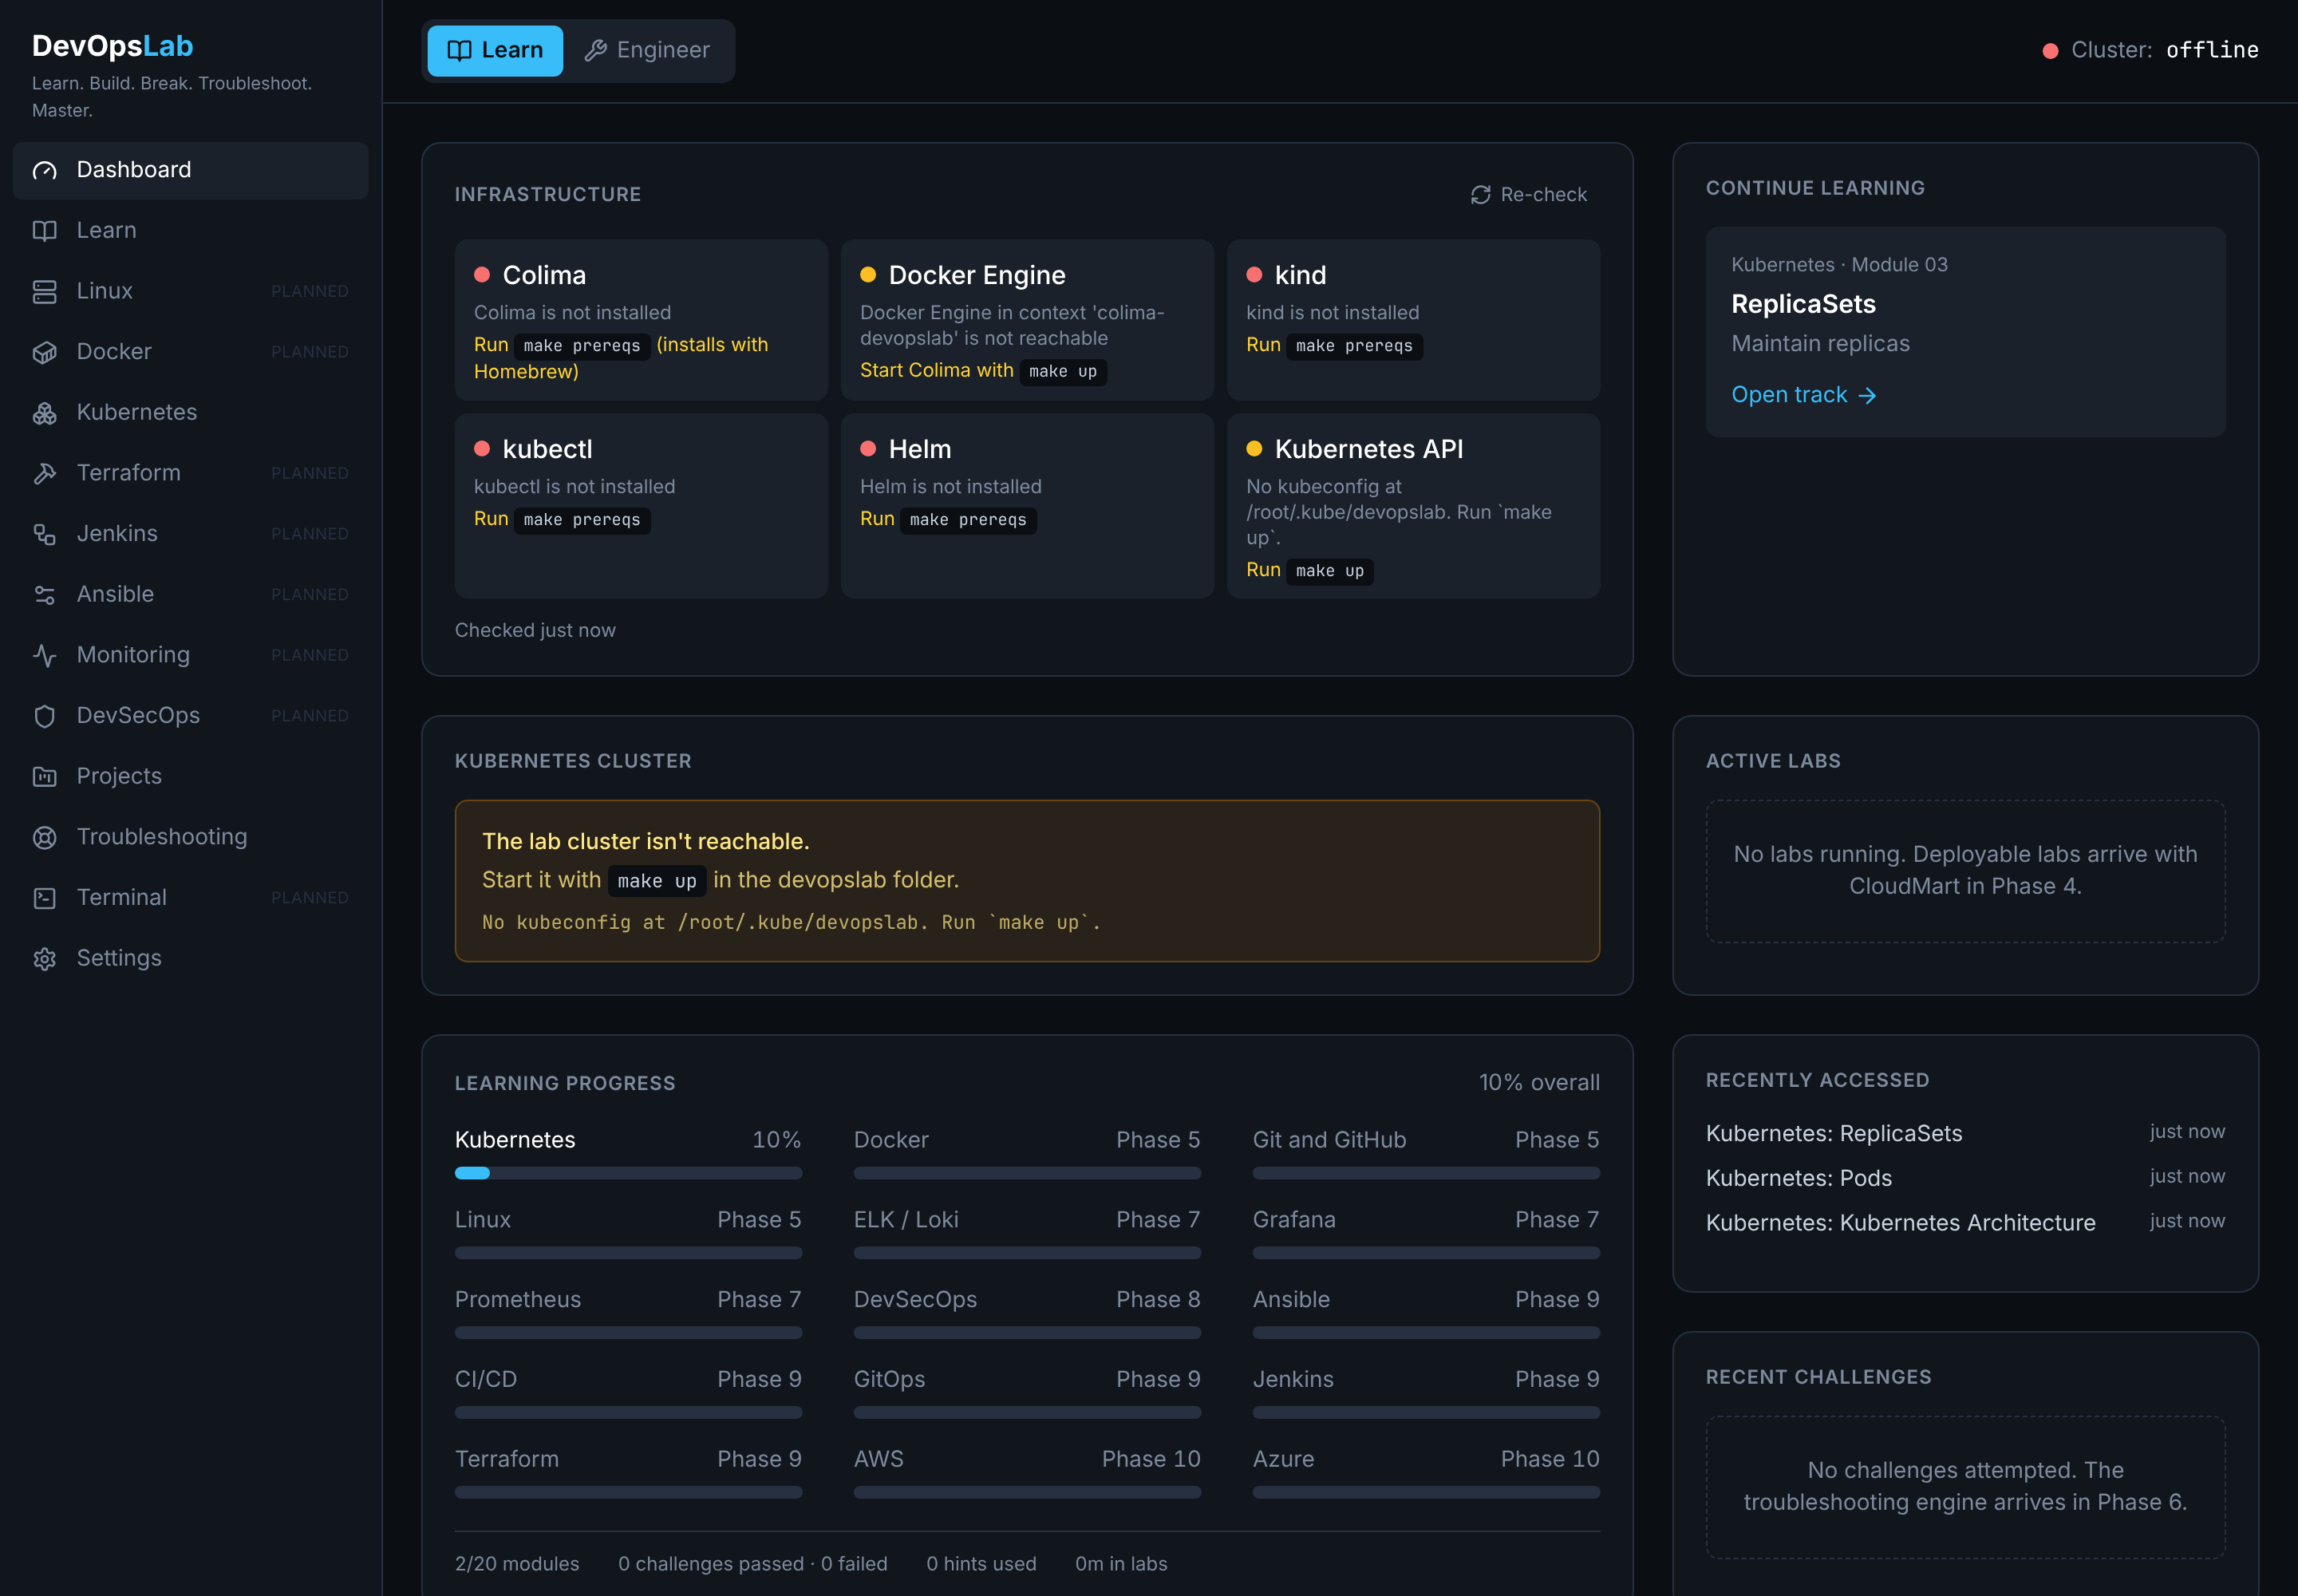 DevOpsLab
Learn. Build. Break. Troubleshoot.
Master.
Dashboard
Learn
Linux PLANNED
Docker PLANNED
Kubernetes
Terraform PLANNED
Jenkins PLANNED
Ansible PLANNED
Monitoring PLANNED
DevSecOps PLANNED
Projects
Troubleshooting
Terminal PLANNED
Settings
Learn Engineer
Cluster: offline
INFRASTRUCTURE Re-check
Colima
Colima is not installed
Run make prereqs (installs with
Homebrew)
Docker Engine
Docker Engine in context 'colima-
devopslab' is not reachable
Start Colima with make up
kind
kind is not installed
Run make prereqs
kubectl
kubectl is not installed
Run make prereqs
Helm
Helm is not installed
Run make prereqs
Kubernetes API
No kubeconfig at
/root/.kube/devopslab. Run `make
up`.
Run make up
Checked just now
CONTINUE LEARNING
Kubernetes · Module 03
ReplicaSets
Maintain replicas
Open track →
KUBERNETES CLUSTER
The lab cluster isn't reachable.
Start it with make up in the devopslab folder.
No kubeconfig at /root/.kube/devopslab. Run `make up`.
ACTIVE LABS
No labs running. Deployable labs arrive with
CloudMart in Phase 4.
LEARNING PROGRESS 10% overall
Kubernetes 10% Docker Phase 5 Git and GitHub Phase 5
Linux Phase 5 ELK / Loki Phase 7 Grafana Phase 7
Prometheus Phase 7 DevSecOps Phase 8 Ansible Phase 9
CI/CD Phase 9 GitOps Phase 9 Jenkins Phase 9
Terraform Phase 9 AWS Phase 10 Azure Phase 10
2/20 modules 0 challenges passed · 0 failed 0 hints used 0m in labs
RECENTLY ACCESSED
Kubernetes: ReplicaSets just now
Kubernetes: Pods just now
Kubernetes: Kubernetes Architecture just now
RECENT CHALLENGES
No challenges attempted. The
troubleshooting engine arrives in Phase 6.